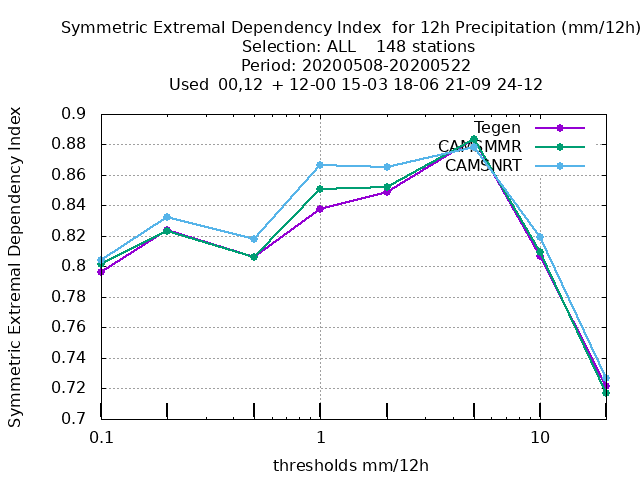 Symmetric Extremal Dependency Index  for 12h Precipitation (mm/12h)
Selection: ALL    148 stations
Period: 20200508-20200522
Used  00,12  + 12-00 15-03 18-06 21-09 24-12
Symmetric Extremal Dependency Index
0.9
0.88
0.86
0.84
0.82
0.8
0.78
0.76
0.74
0.72
0.7
Tegen
CAMSMMR
CAMSNRT
0.1
1
10
thresholds mm/12h